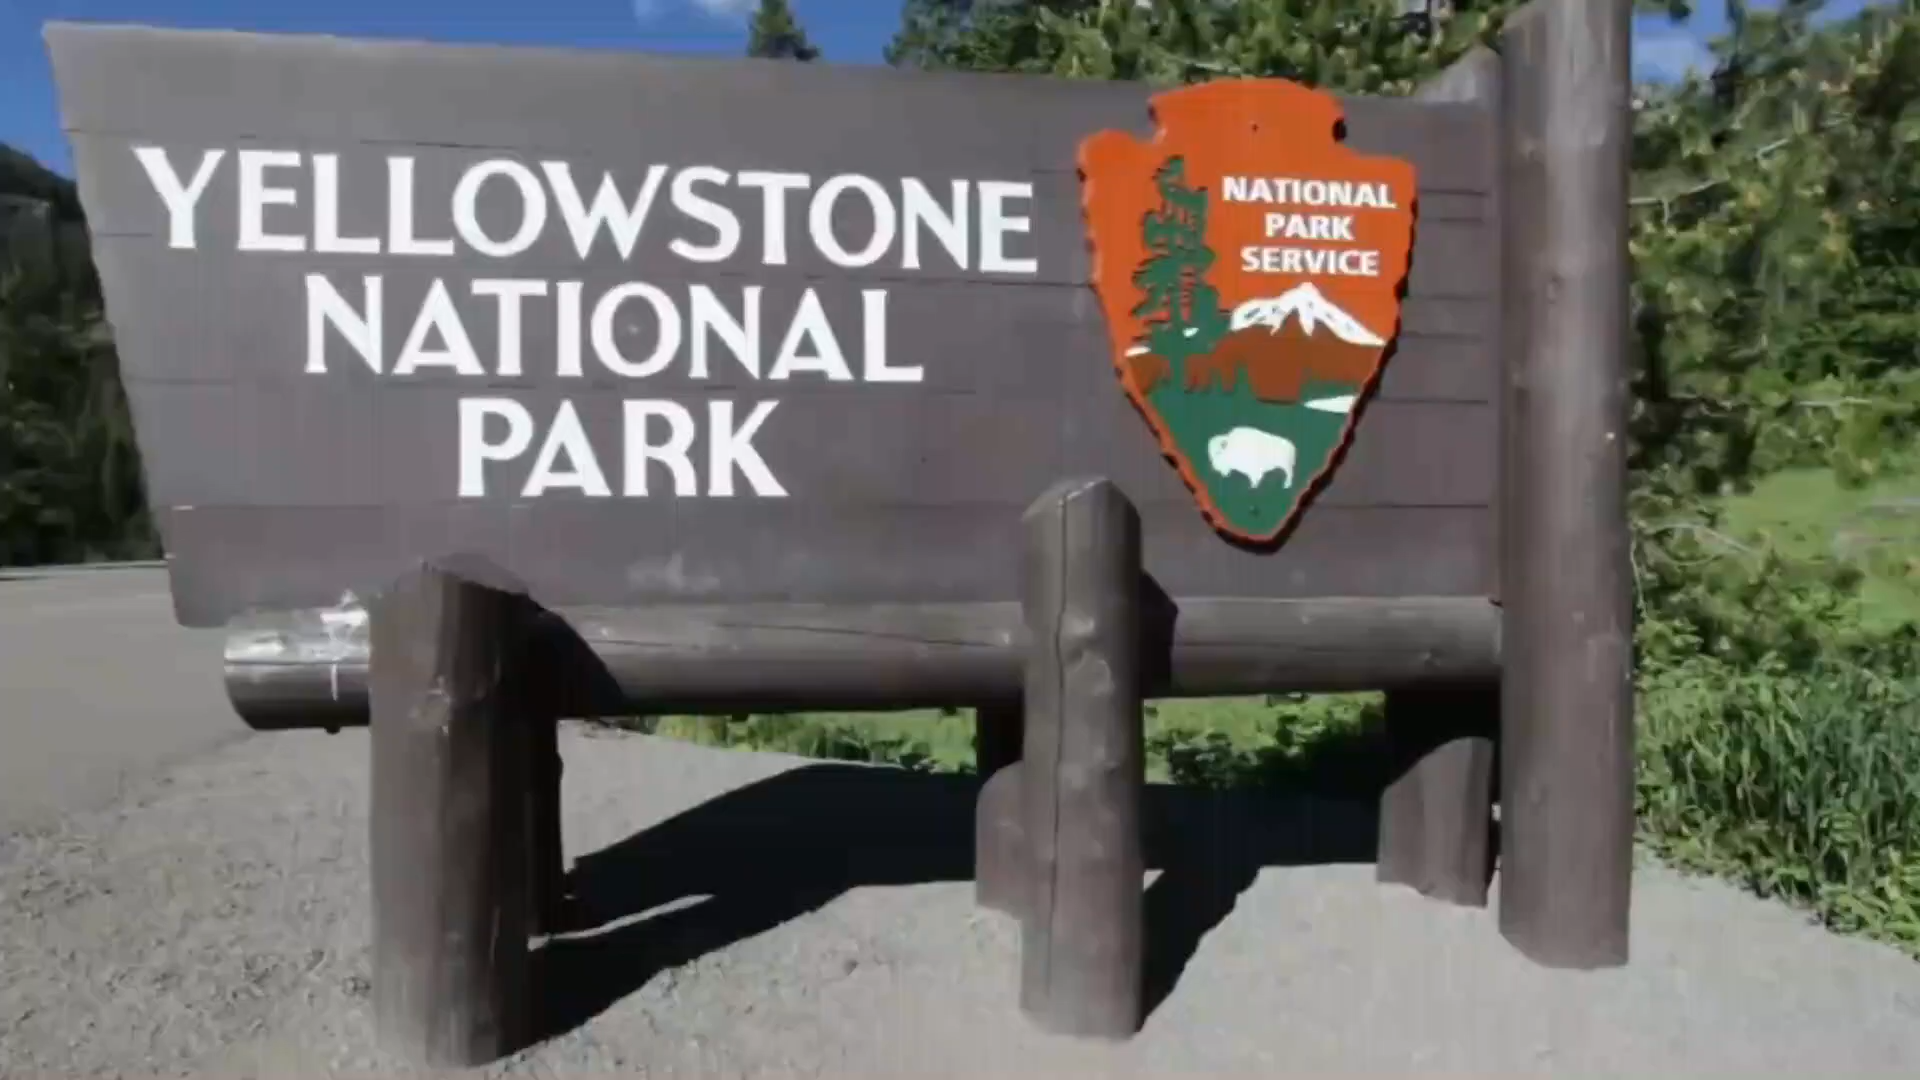 YELLOWSTONE
NATIONAL
PARK
NATIONAL
PARK
SERVICE